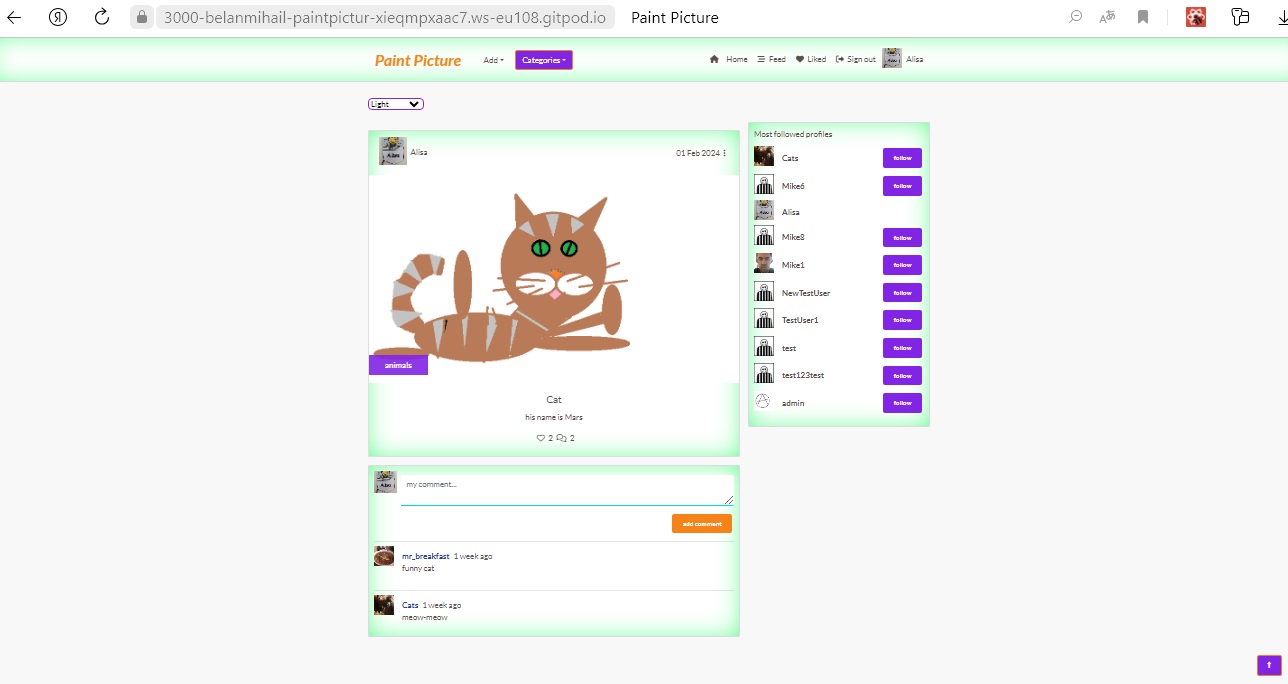 3000-belanmihail-paintpictur-xieqmpxaac7.ws-eu108.gitpod.io Paint Picture
Paint Picture Add Categories Home Feed Liked Sign out Alisa
Light
Alisa 01 Feb 2024
animals
Cat
his name is Mars
2 2
my comment...
add comment
mr_breakfast 1 week ago
funny cat
Cats 1 week ago
meow-meow
Most followed profiles
Cats follow
Mike6 follow
Alisa
Mike8 follow
Mike1 follow
NewTestUser follow
TestUser1 follow
test follow
test123test follow
admin follow